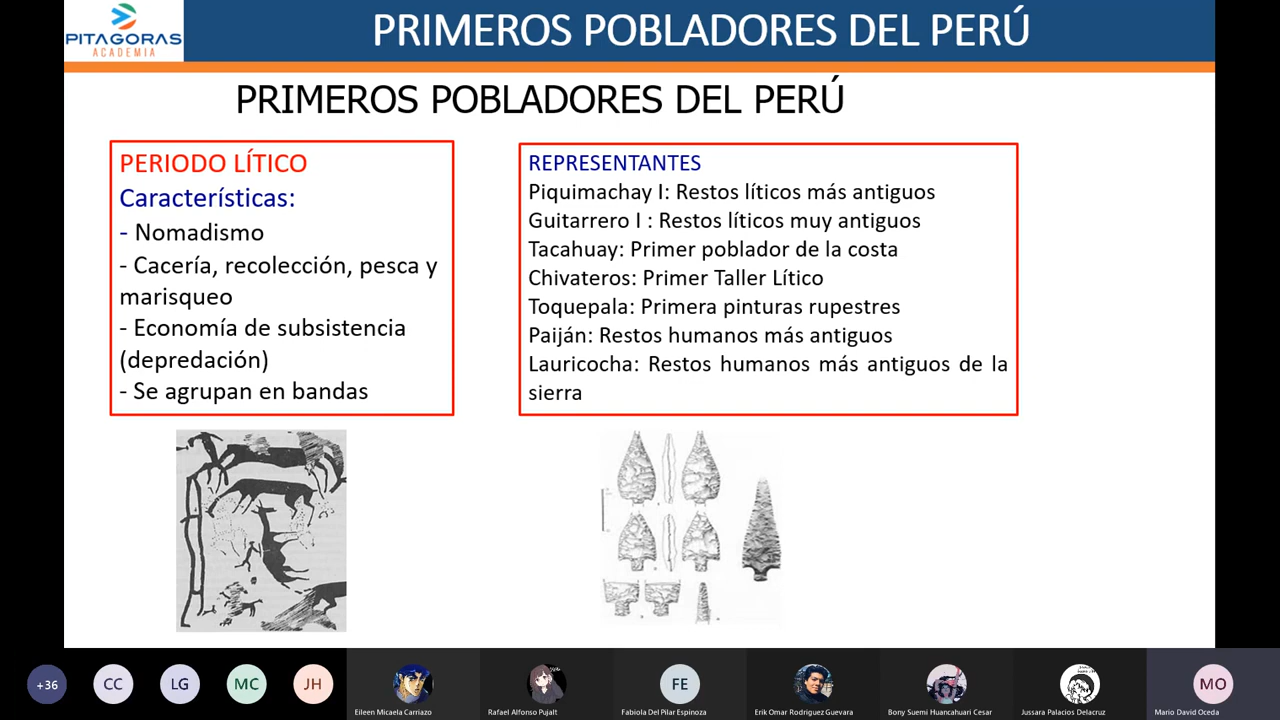 PITAGORAS
ACADEMIA
PRIMEROS POBLADORES DEL PERÚ
PRIMEROS POBLADORES DEL PERÚ
PERIODO LÍTICO
Características:
- Nomadismo
- Cacería, recolección, pesca y
marisqueo
- Economía de subsistencia
(depredación)
- Se agrupan en bandas
REPRESENTANTES
Piquimachay I: Restos líticos más antiguos
Guitarrero I : Restos líticos muy antiguos
Tacahuay: Primer poblador de la costa
Chivateros: Primer Taller Lítico
Toquepala: Primera pinturas rupestres
Paiján: Restos humanos más antiguos
Lauricocha: Restos humanos más antiguos de la
sierra
+36
CC
LG
MC
JH
FE
MO
Eileen Micaela Carriazo
Rafael Alfonso Pujalt
Fabiola Del Pilar Espinoza
Erik Omar Rodriguez Guevara
Bony Suemi Huancahuari Cesar
Jussara Palacios Delacruz
Mario David Oceda